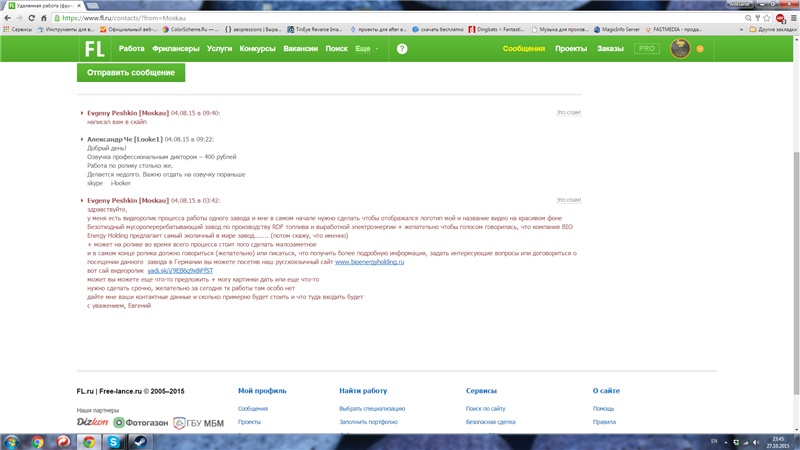 Удаленная работа (фри
Александр
https://www.fl.ru/contacts/?from=Moskau
Сервисы
Инструменты для в
Официальный веб-
ColorScheme.Ru — ц
aexpressions | Выра
TinEye Reverse Ima
проекты для after e
скачать бесплатно
Dingbats = Fantasti
Музыка для произв
MagicInfo Server
FASTMEDIA - прода
Другие закладки
FL
Работа
Фрилансеры
Услуги
Конкурсы
Вакансии
Поиск
Еще
?
Сообщения
Проекты
Заказы
PRO
Отправить сообщение
Evgeny Peshkin [Moskau] 04.08.15 в 09:40:
Это спам!
написал вам в скайп
Александр Че [Looke1] 04.08.15 в 09:22:
Добрый день!
Озвучка профессиональным диктором – 400 рублей
Работа по ролику столько же.
Делается недолго. Важно отдать на озвучку пораньше
skype i-looker
Evgeny Peshkin [Moskau] 04.08.15 в 03:42:
Это спам!
здравствуйте,
у меня есть видеоролик процесса работы одного завода и мне в самом начале нужно сделать чтобы отображался логотип мой и название видео на красивом фоне
Безотходный мусороперерабатывающий завод по производству RDF топлива и выработкой электроэнергии + желательно чтобы голосом говорилась, что компания BIO
Energy Holding предлагает самый эколичный в мире завод....... (потом скажу, что именно)
+ может на ролике во время всего процесса стоит лого сделать малозаметное
и в самом конце ролика должно говориться (желательно) или писаться, что получить более подробную информация, задать интересующие вопросы или договориться о
посещении данного завода в Германии вы можете посетив наш русскоязычный сайт www.bioenergyholding.ru
вот сай видеоролик yadi.sk/i/9EB6q9x8iFfST
может вы можете еще что-то предложить + могу картинки дать или еще что-то
нужно сделать срочно, желательно за сегодня тк работы там особо нет
дайте мне ваши контактные данные и сколько примерно будет стоить и что туда входить будет
с уважением, Евгений
FL.ru | Free-lance.ru © 2005–2015
Мой профиль
Найти работу
Сервисы
О сайте
Наши партнеры
Сообщения
Выбрать специализацию
Поиск по сайту
Помощь
Dizkon
Фотогазон
ГБУ МБМ
Проекты
Заполнить портфолио
Безопасная сделка
Правила
EN
23:45
27.10.2015